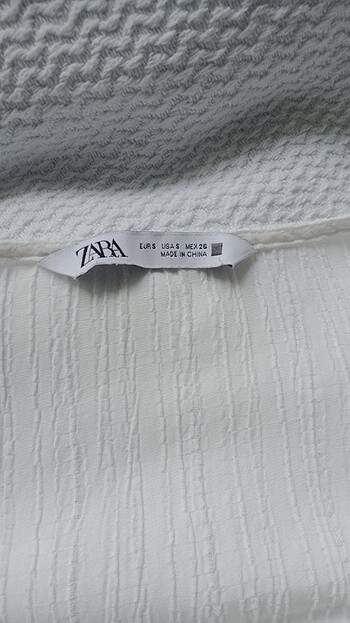 ZARA
EUR S USA S MEX 26
MADE IN CHINA